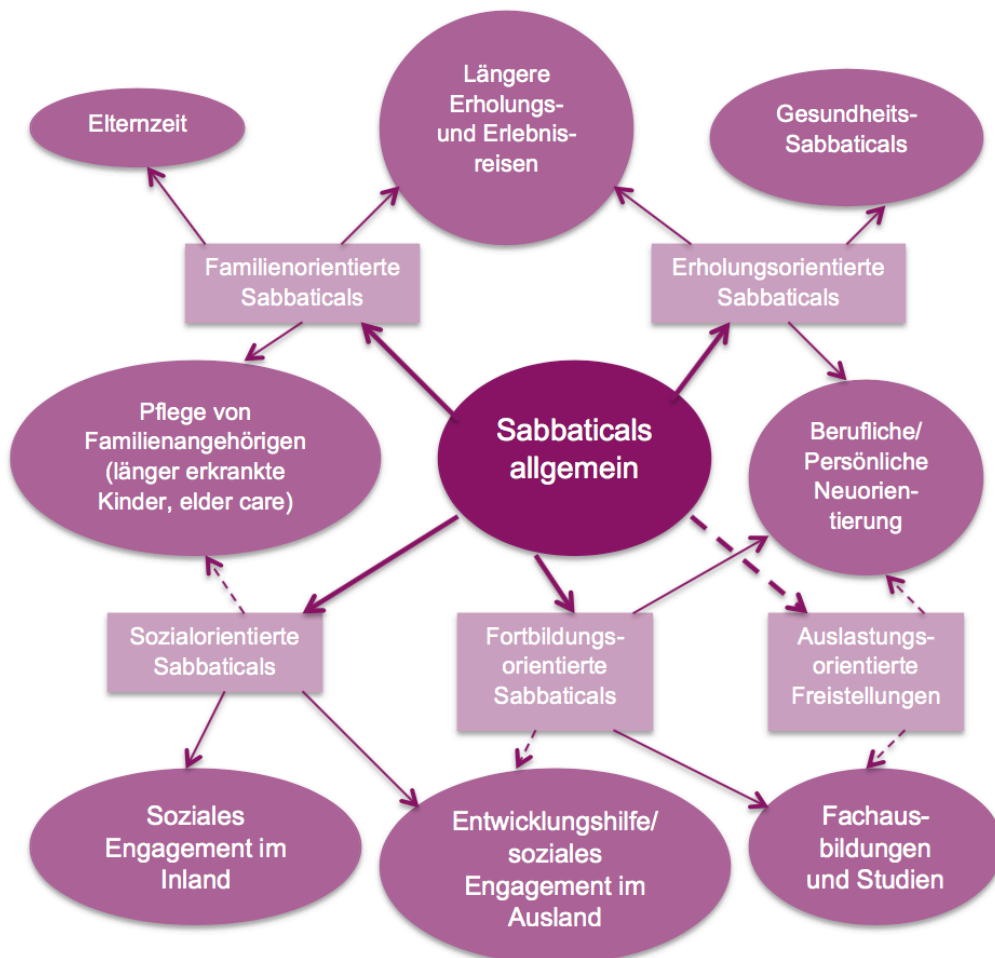 Längere
Erholungs-
und Erlebnis-
reisen
Elternzeit
Gesundheits-
Sabbaticals
Familienorientierte
Sabbaticals
Erholungsorientierte
Sabbaticals
Pflege von
Familienangehörigen
(länger erkrankte
Kinder, elder care)
Sabbaticals
allgemein
Berufliche/
Persönliche
Neuorien-
tierung
Sozialorientierte
Sabbaticals
Fortbildungs-
orientierte
Sabbaticals
Auslastungs-
orientierte
Freistellungen
Soziales
Engagement im
Inland
Entwicklungshilfe/
soziales
Engagement im
Ausland
Fachaus-
bildungen
und Studien